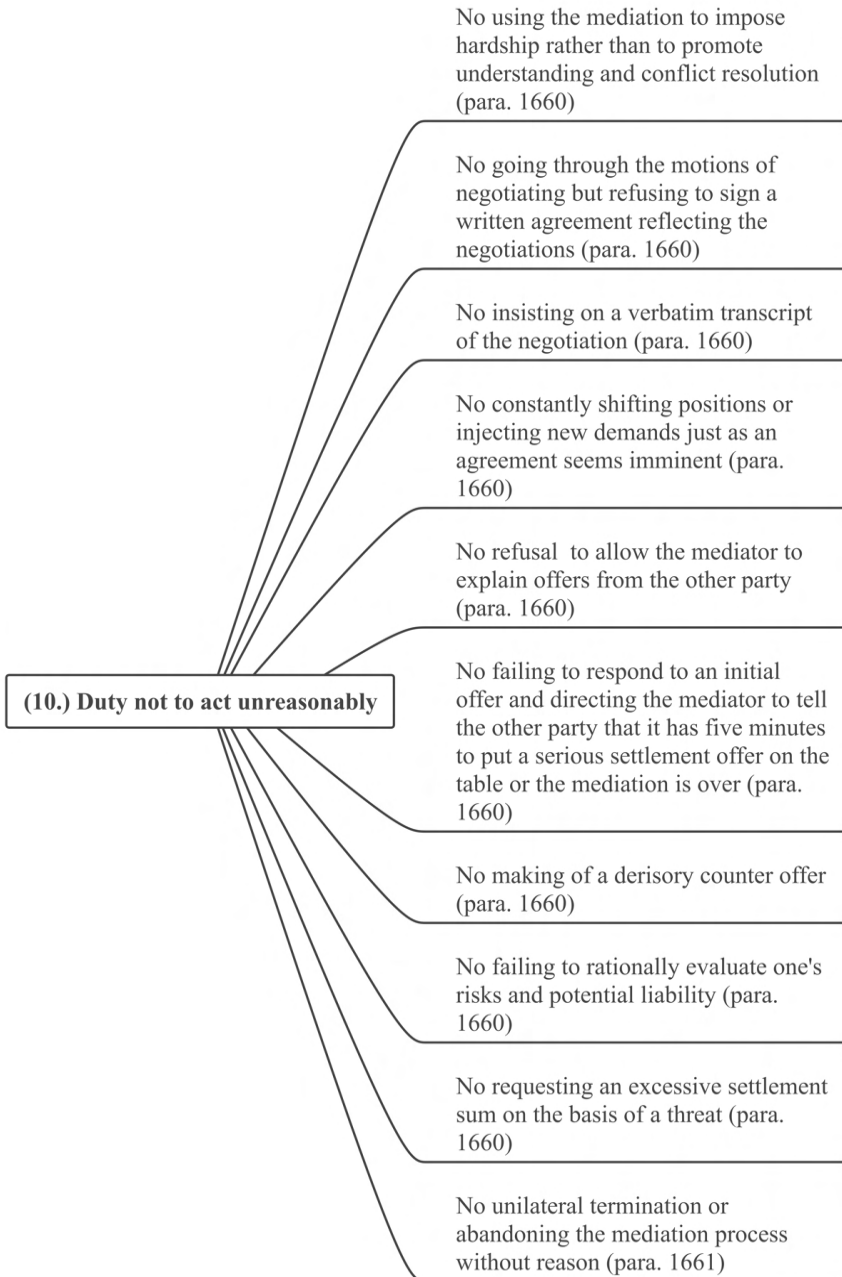 No using the mediation to impose
hardship rather than to promote
understanding and conflict resolution
(para. 1660)
No going through the motions of
negotiating but refusing to sign a
written agreement reflecting the
negotiations (para. 1660)
No insisting on a verbatim transcript
of the negotiation (para. 1660)
No constantly shifting positions or
injecting new demands just as an
agreement seems imminent (para.
1660)
No refusal to allow the mediator to
explain offers from the other party
(para. 1660)
(10.) Duty not to act unreasonably
No failing to respond to an initial
offer and directing the mediator to tell
the other party that it has five minutes
to put a serious settlement offer on the
table or the mediation is over (para.
1660)
No making of a derisory counter offer
(para. 1660)
No failing to rationally evaluate one's
risks and potential liability (para.
1660)
No requesting an excessive settlement
sum on the basis of a threat (para.
1660)
No unilateral termination or
abandoning the mediation process
without reason (para. 1661)